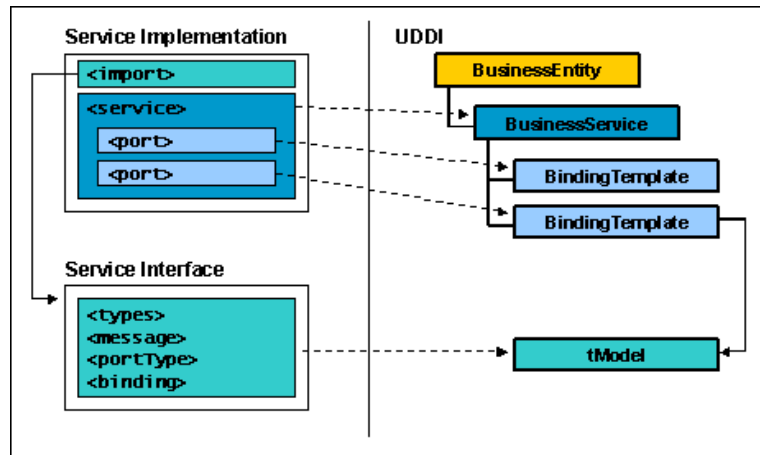 Service Implementation
<import>
<service>
<port>
<port>
Service Interface
<types>
<message>
<portType>
<binding>
UDDI
BusinessEntity
BusinessService
BindingTemplate
BindingTemplate
tModel